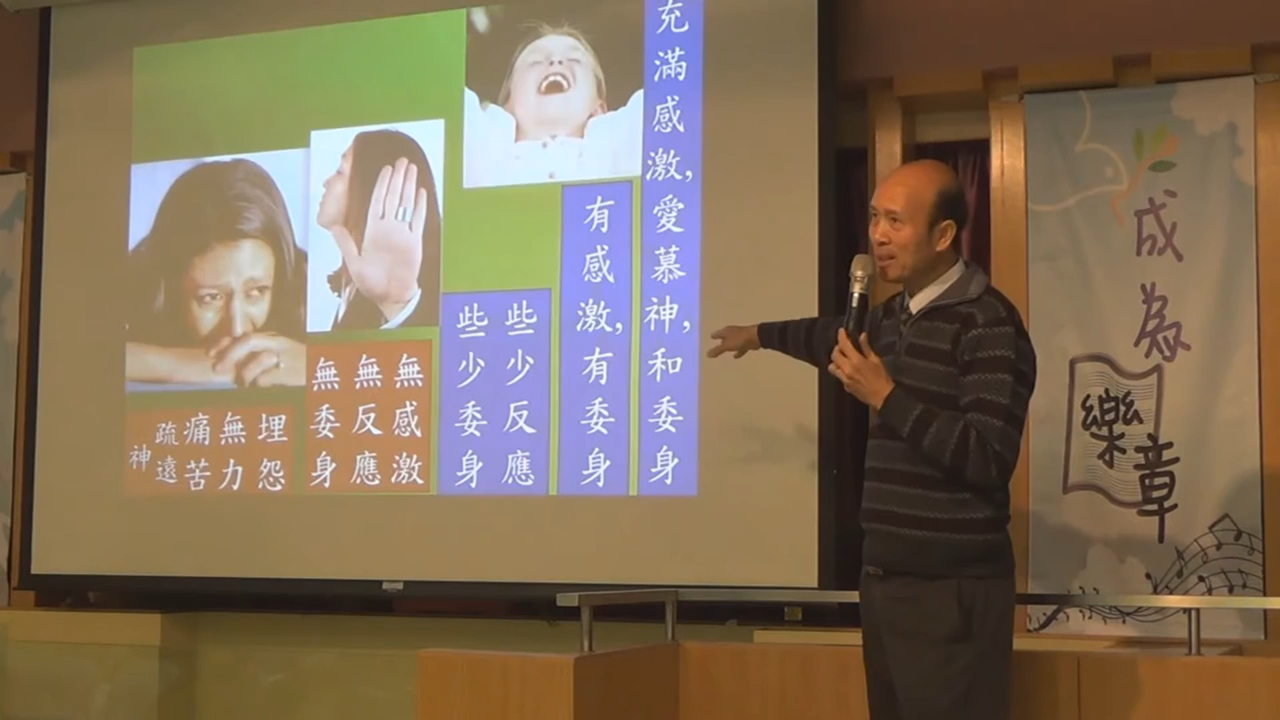 充滿感激,愛慕神,和委身
有感激,有委身
些少反應
些少委身
無感激
無反應
無委身
埋怨
無力
痛苦
疏遠
神
成為
樂章